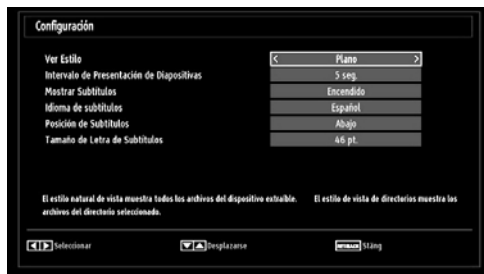 Configuración
Ver Estilo < Plano >
Intervalo de Presentación de Diapositivas 5 seg.
Mostrar Subtítulos Encendido
Idioma de subtítulos Español
Posición de Subtítulos Abajo
Tamaño de Letra de Subtítulos 46 pt.
El estilo natural de vista muestra todos los archivos del dispositivo extraíble. El estilo de vista de directorios muestra los
archivos del directorio seleccionado.
Seleccionar Desplazarse Stäng